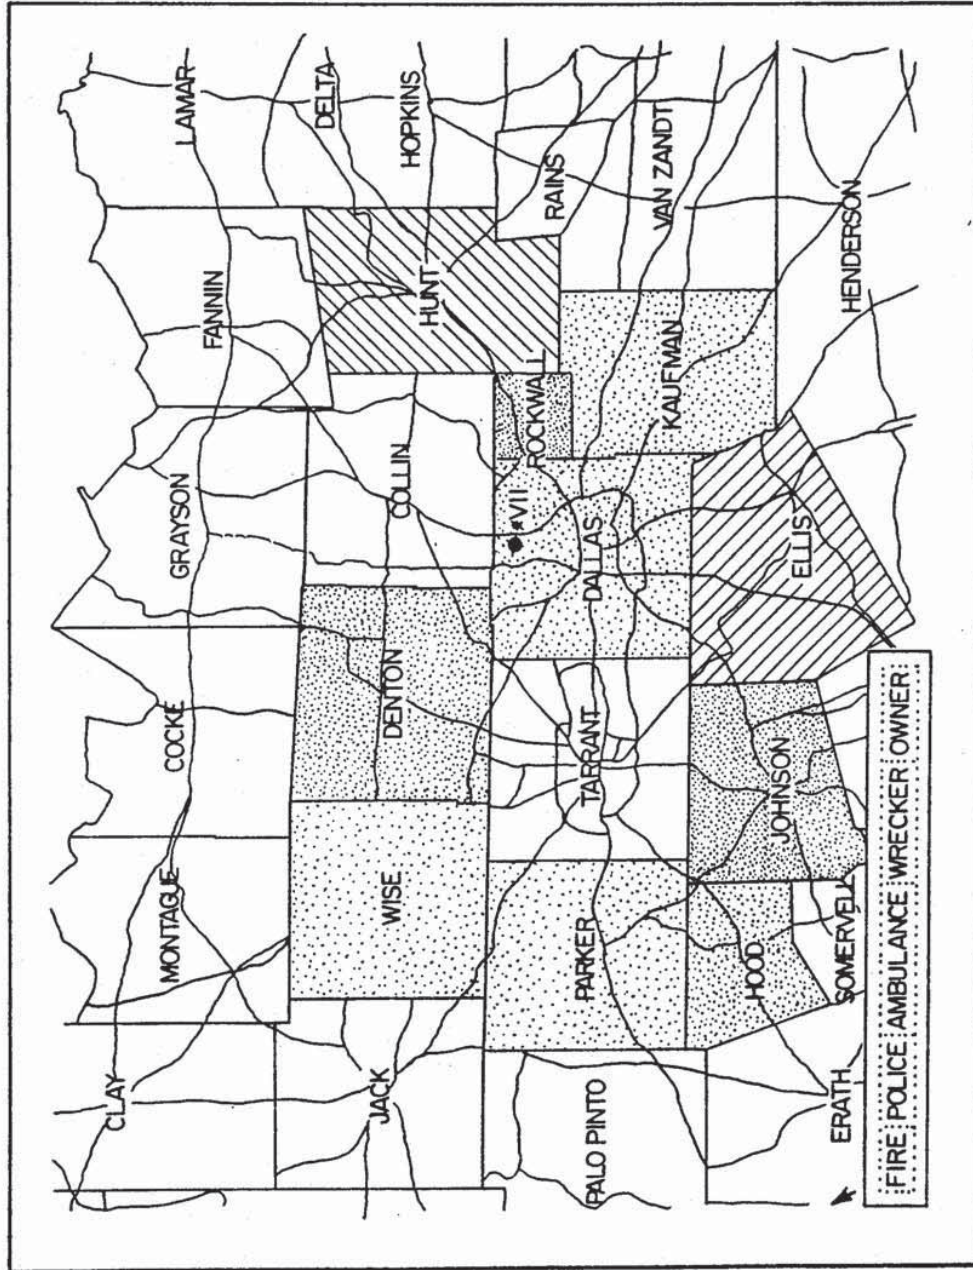 CLAY
MONTAGUE
COOKE
GRAYSON
FANNIN
LAMAR
DELTA
JACK
WISE
DENTON
COLLIN
HUNT
HOPKINS
PALO PINTO
PARKER
TARRANT
DALLAS
*VII
ROCKWALL
RAINS
KAUFMAN
VAN ZANDT
ERATH
HOOD
SOMERVELL
JOHNSON
ELLIS
HENDERSON
FIRE POLICE AMBULANCE WRECKER OWNER